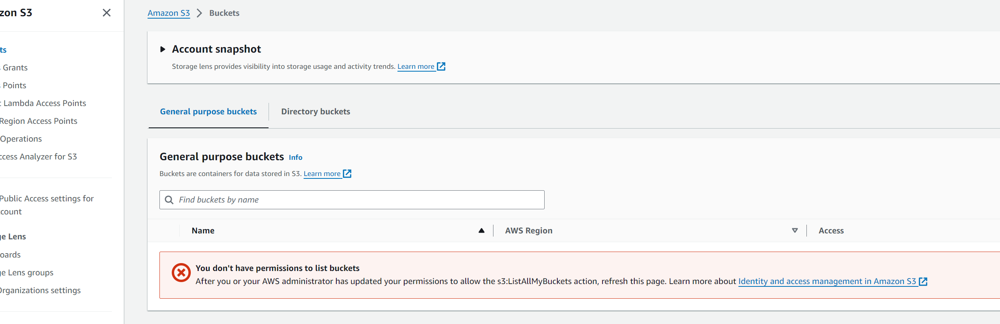 zon S3
ts
Grants
Points
Lambda Access Points
Region Access Points
Operations
ccess Analyzer for S3
Public Access settings for
count
ge Lens
oards
ge Lens groups
Organizations settings
Amazon S3 > Buckets
Account snapshot
Storage lens provides visibility into storage usage and activity trends. Learn more
General purpose buckets
Directory buckets
General purpose buckets Info
Buckets are containers for data stored in S3. Learn more
Find buckets by name
Name
AWS Region
Access
You don't have permissions to list buckets
After you or your AWS administrator has updated your permissions to allow the s3:ListAllMyBuckets action, refresh this page. Learn more about Identity and access management in Amazon S3